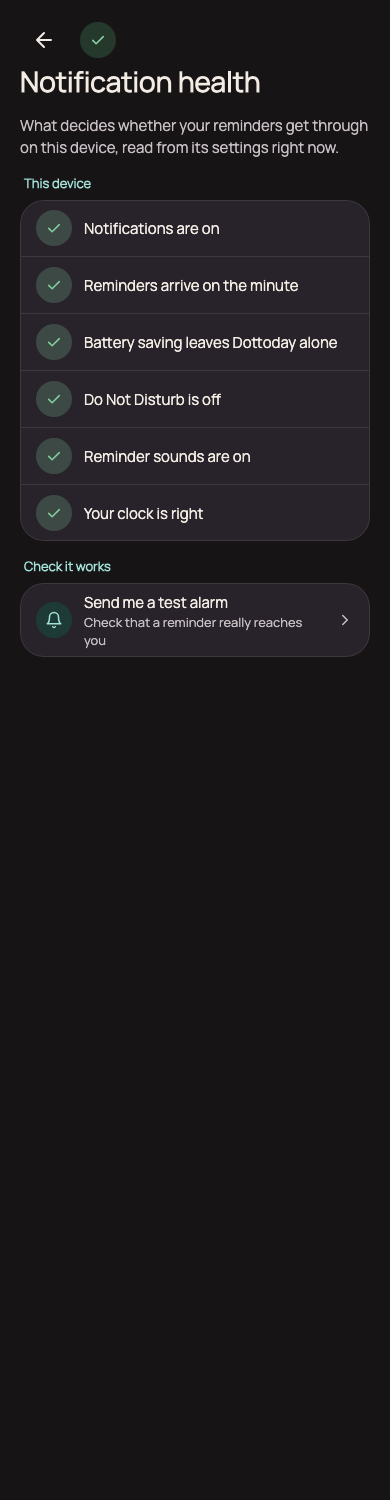 Notification health
What decides whether your reminders get through
on this device, read from its settings right now.
This device
Notifications are on
Reminders arrive on the minute
Battery saving leaves Dottoday alone
Do Not Disturb is off
Reminder sounds are on
Your clock is right
Check it works
Send me a test alarm
Check that a reminder really reaches
you